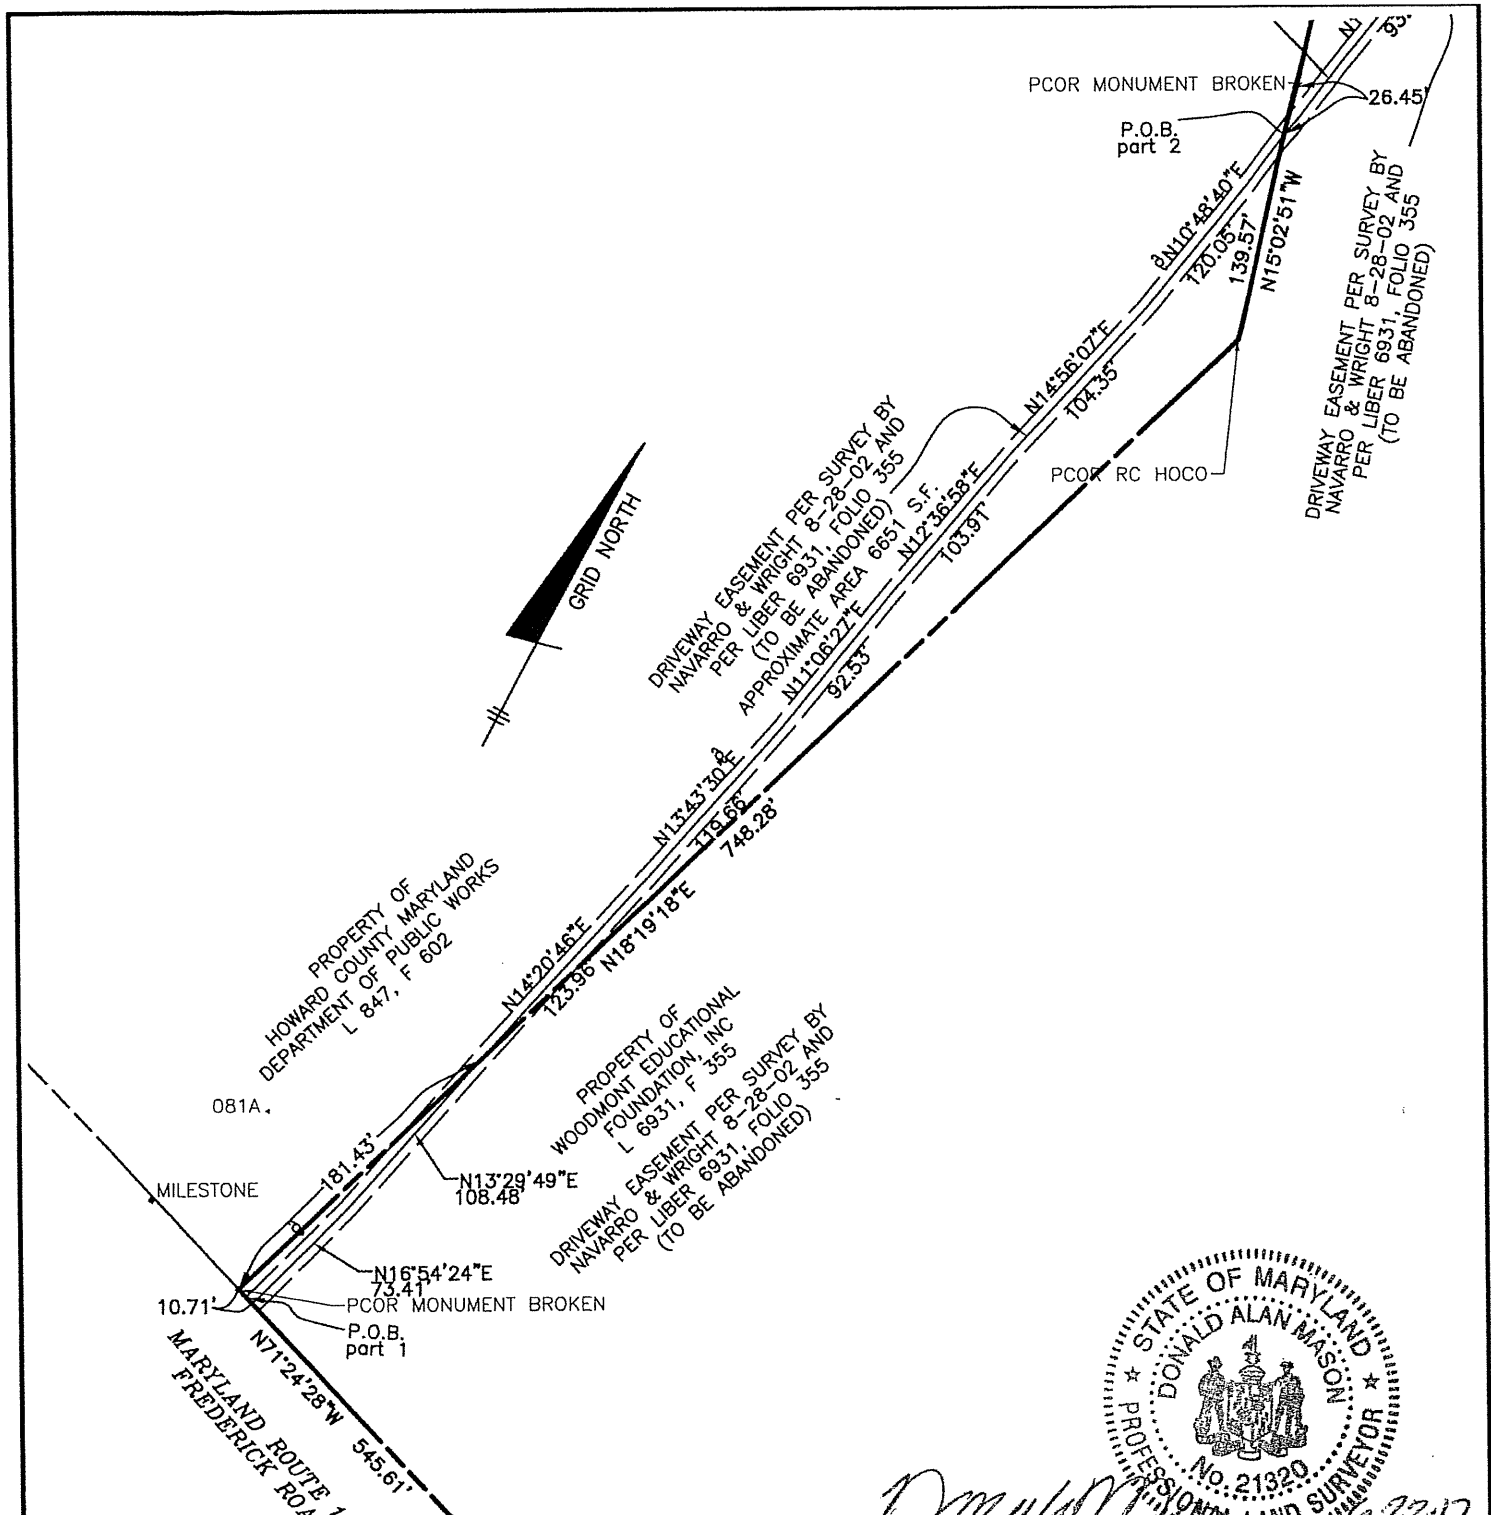 PCOR MONUMENT BROKEN
26.45'
P.O.B.
part 2
N10°48'40"E
120.05'
139.57'
N15°02'51"W
DRIVEWAY EASEMENT PER SURVEY BY
NAVARRO & WRIGHT 8-28-02 AND
PER LIBER 6931, FOLIO 355
(TO BE ABANDONED)
N14°56'07"E
104.35'
PCOR RC HOCO
GRID NORTH
DRIVEWAY EASEMENT PER SURVEY BY
NAVARRO & WRIGHT 8-28-02 AND
PER LIBER 6931, FOLIO 355
(TO BE ABANDONED)
APPROXIMATE AREA 6651 S.F.
N12°36'58"E
103.91'
N11°06'27"E
92.53'
N13°43'30"E
119.66'
748.28'
N18°19'18"E
N14°20'46"E
123.96'
PROPERTY OF
HOWARD COUNTY MARYLAND
DEPARTMENT OF PUBLIC WORKS
L 847, F 602
PROPERTY OF
WOODMONT EDUCATIONAL
FOUNDATION, INC
L 6931, F 355
DRIVEWAY EASEMENT PER SURVEY BY
NAVARRO & WRIGHT 8-28-02 AND
PER LIBER 6931, FOLIO 355
(TO BE ABANDONED)
081A
MILESTONE
181.43'
N13°29'49"E
108.48'
N16°54'24"E
73.41'
10.71'
PCOR MONUMENT BROKEN
P.O.B.
part 1
N71°24'28"W 545.61'
MARYLAND ROUTE 1
FREDERICK ROA
STATE OF MARYLAND
DONALD ALAN MASON
No. 21320
PROFESSIONAL LAND SURVEYOR